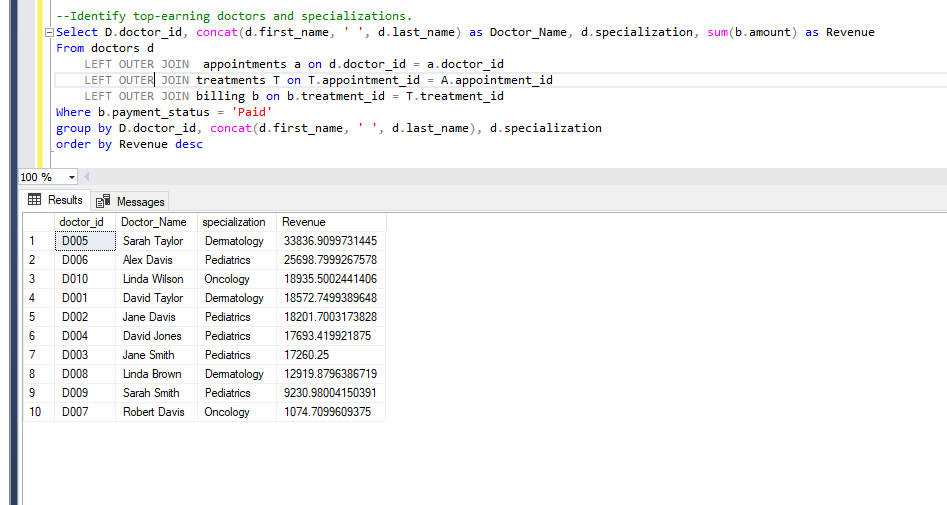 --Identify top-earning doctors and specializations.
Select D.doctor_id, concat(d.first_name, ' ', d.last_name) as Doctor_Name, d.specialization, sum(b.amount) as Revenue
From doctors d
LEFT OUTER JOIN  appointments a on d.doctor_id = a.doctor_id
LEFT OUTER JOIN treatments T on T.appointment_id = A.appointment_id
LEFT OUTER JOIN billing b on b.treatment_id = T.treatment_id
Where b.payment_status = 'Paid'
group by D.doctor_id, concat(d.first_name, ' ', d.last_name), d.specialization
order by Revenue desc
100 %
Results Messages
doctor_id Doctor_Name specialization Revenue
1 D005 Sarah Taylor Dermatology 33836.9099731445
2 D006 Alex Davis Pediatrics 25698.7999267578
3 D010 Linda Wilson Oncology 18935.5002441406
4 D001 David Taylor Dermatology 18572.7499389648
5 D002 Jane Davis Pediatrics 18201.7003173828
6 D004 David Jones Pediatrics 17693.419921875
7 D003 Jane Smith Pediatrics 17260.25
8 D008 Linda Brown Dermatology 12919.8796386719
9 D009 Sarah Smith Pediatrics 9230.98004150391
10 D007 Robert Davis Oncology 1074.7099609375